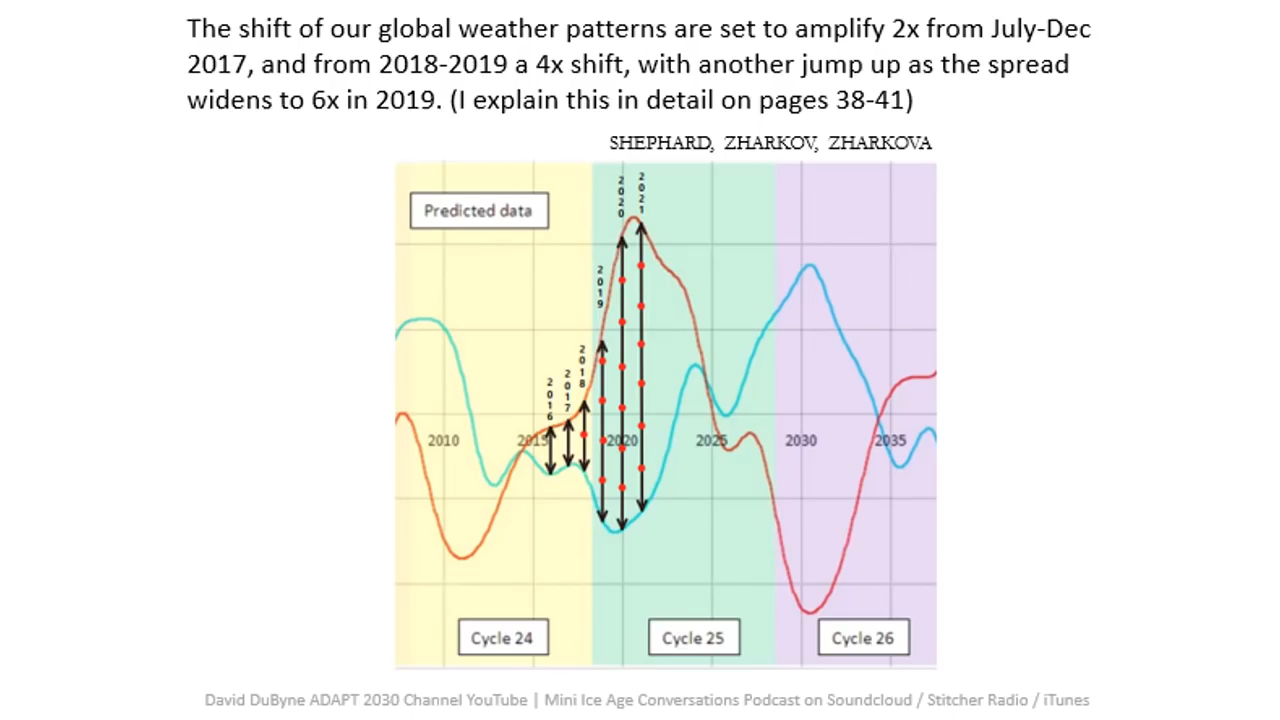 The shift of our global weather patterns are set to amplify 2x from July-Dec
2017, and from 2018-2019 a 4x shift, with another jump up as the spread
widens to 6x in 2019. (I explain this in detail on pages 38-41)
SHEPHARD, ZHARKOV, ZHARKOVA
Predicted data
2016
2017
2018
2019
2020
2021
2010
2015
2020
2025
2030
2035
Cycle 24
Cycle 25
Cycle 26
David DuByne ADAPT 2030 Channel YouTube | Mini Ice Age Conversations Podcast on Soundcloud / Stitcher Radio / iTunes